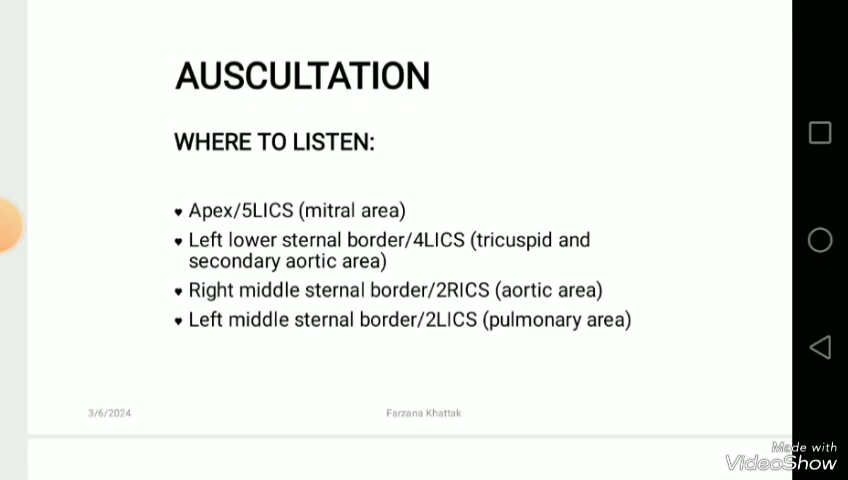 AUSCULTATION
WHERE TO LISTEN:
♥ Apex/5LICS (mitral area)
♥ Left lower sternal border/4LICS (tricuspid and
secondary aortic area)
♥ Right middle sternal border/2RICS (aortic area)
♥ Left middle sternal border/2LICS (pulmonary area)
3/6/2024
Farzana Khattak
Made with
VideoShow